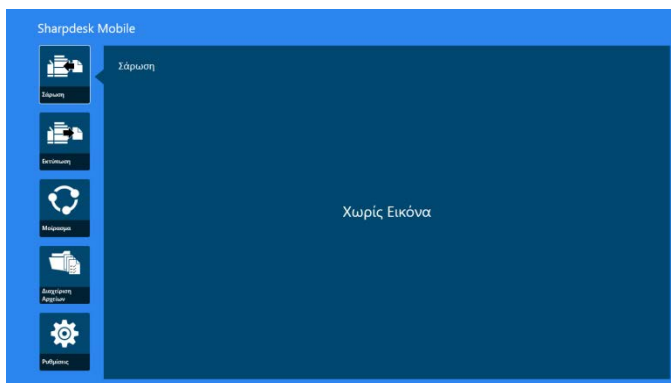 Sharpdesk Mobile
Σάρωση
Σάρωση
Εκτύπωση
Χωρίς Εικόνα
Μοίρασμα
Διαχείριση
Αρχείων
Ρυθμίσεις